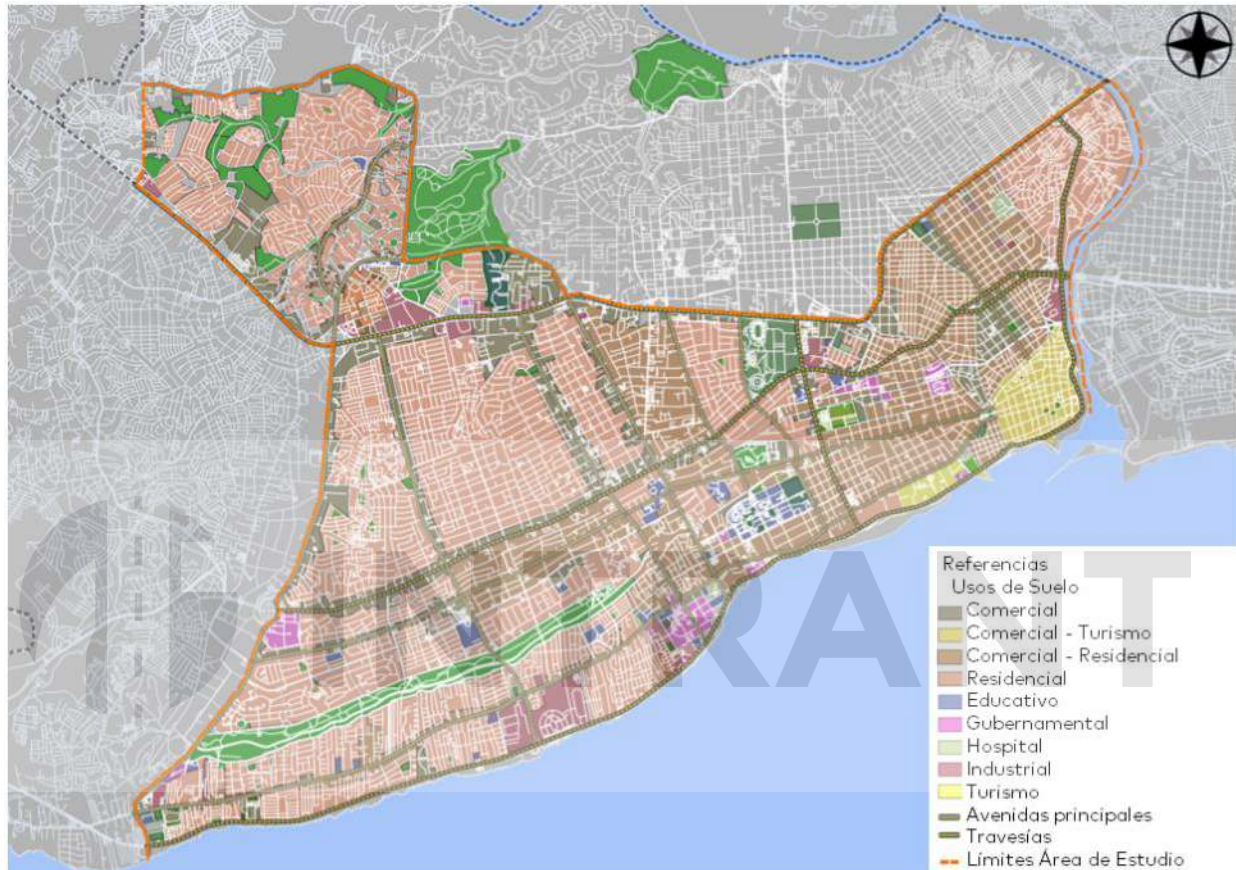 INTRANT
Referencias
Usos de Suelo
Comercial
Comercial - Turismo
Comercial - Residencial
Residencial
Educativo
Gubernamental
Hospital
Industrial
Turismo
Avenidas principales
Travesías
Límites Área de Estudio